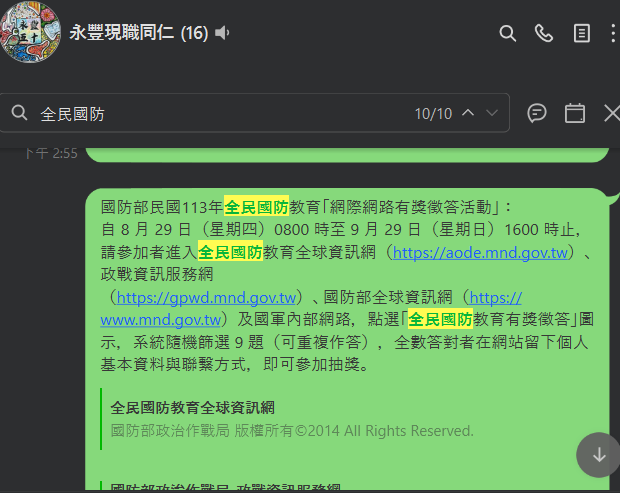 永豐現職同仁 (16)
全民國防
10/10
下午 2:55
國防部民國113年全民國防教育「網際網路有獎徵答活動」：
自 8 月 29 日（星期四）0800 時至 9 月 29 日（星期日）1600 時止，
請參加者進入全民國防教育全球資訊網（https://aode.mnd.gov.tw）、
政戰資訊服務網
（https://gpwd.mnd.gov.tw）、國防部全球資訊網（https://
www.mnd.gov.tw）及國軍內部網路，點選「全民國防教育有獎徵答」圖
示，系統隨機篩選 9 題（可重複作答），全數答對者在網站留下個人
基本資料與聯繫方式，即可參加抽獎。
全民國防教育全球資訊網
國防部政治作戰局 版權所有©2014 All Rights Reserved.
國防部政治作戰局 政戰資訊服務網